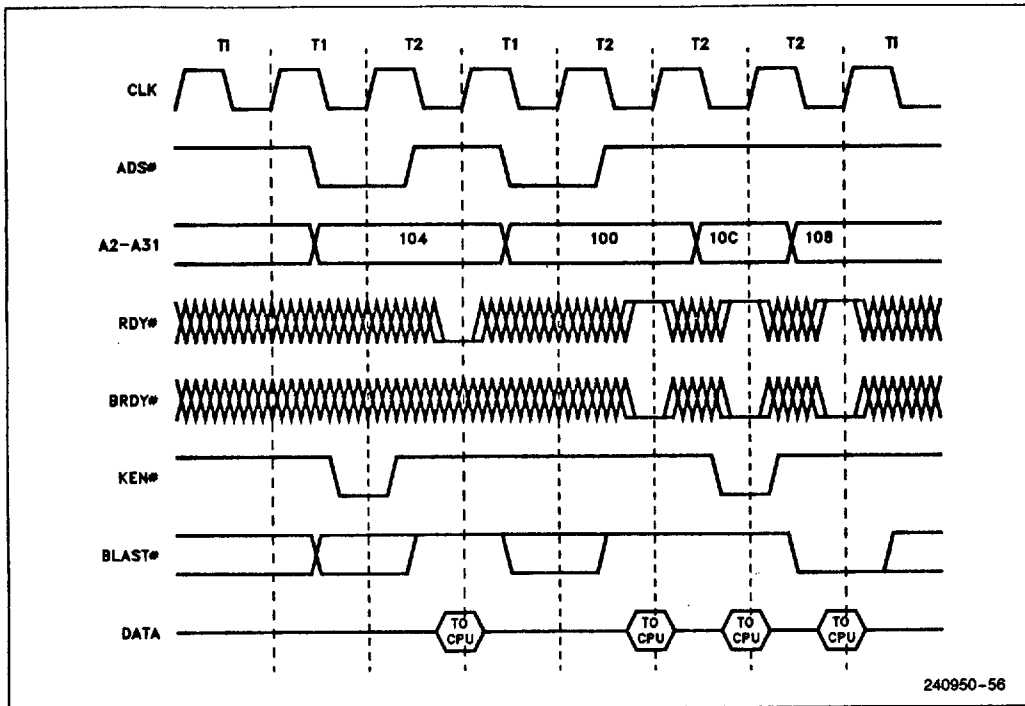 TI T1 T2 T1 T2 T2 T2 TI
CLK
ADS#
A2-A31 104 100 10C 108
RDY#
BRDY#
KEN#
BLAST#
DATA TO CPU TO CPU TO CPU TO CPU
240950-56